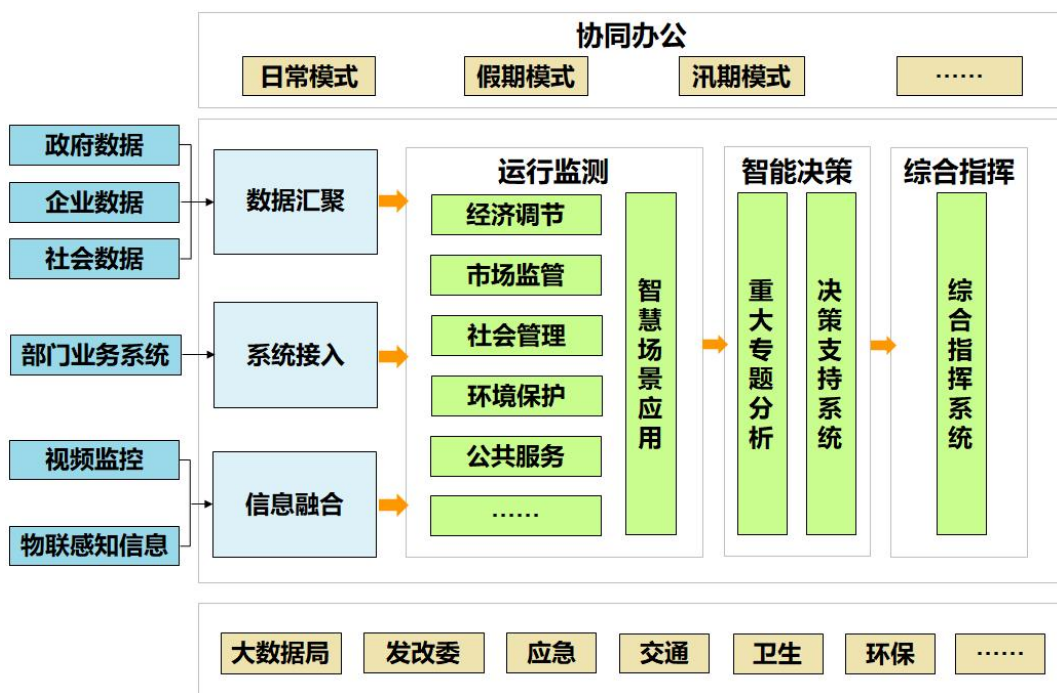 协同办公
日常模式
假期模式
汛期模式
……
政府数据
企业数据
社会数据
部门业务系统
视频监控
物联感知信息
数据汇聚
系统接入
信息融合
运行监测
经济调节
市场监管
社会管理
环境保护
公共服务
……
智慧场景应用
智能决策
重大专题分析
决策支持系统
综合指挥
综合指挥系统
大数据局
发改委
应急
交通
卫生
环保
……